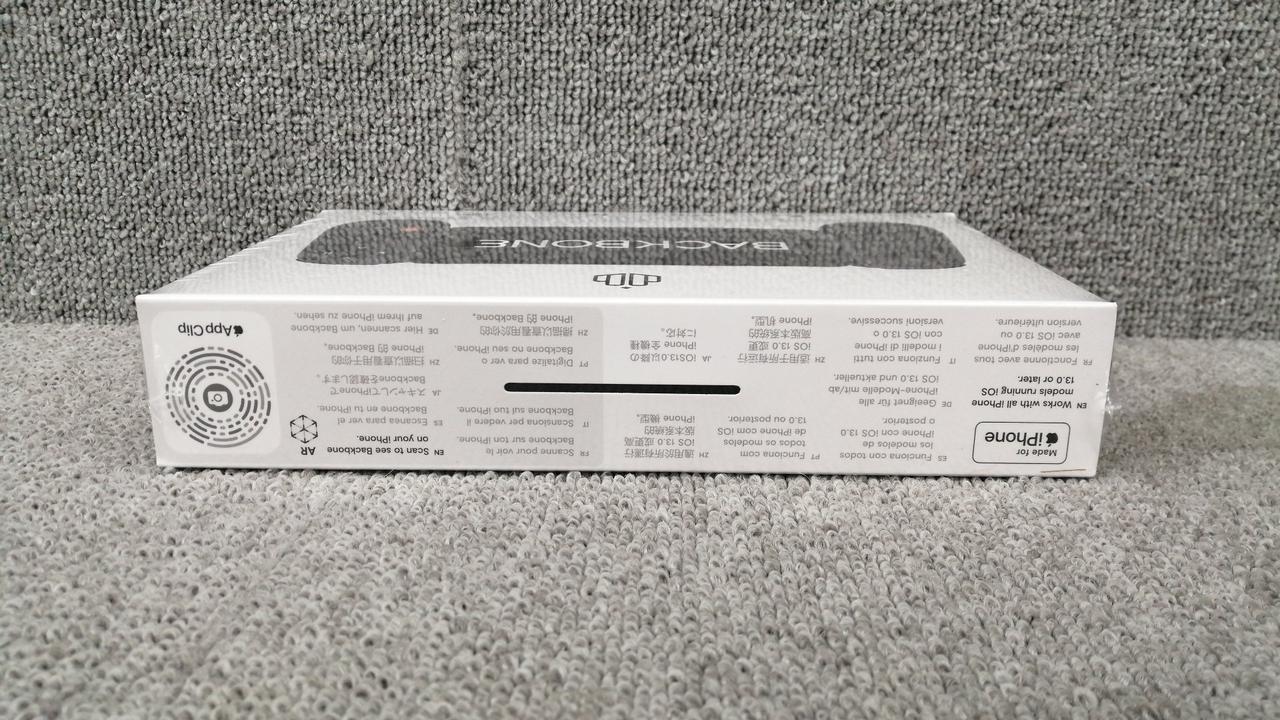 Made for
iPhone
EN Works with all iPhone
models running iOS
13.0 or later.
FR Fonctionne avec tous
les modèles d'iPhone
avec iOS 13.0 ou
version ultérieure.
ES Funciona con todos
los modelos de
iPhone con iOS 13.0
o posterior.
DE Geeignet für alle
iPhone-Modelle mit/ab
iOS 13.0 und aktueller.
IT Funziona con tutti
i modelli di iPhone
con iOS 13.0 o
versioni successive.
PT Funciona com
todos os modelos
de iPhone com iOS
13.0 ou posterior.
ZH 适用于所有运行
iOS 13.0 或更
高版本系统的
iPhone 机型。
ZH 適用於所有運行
iOS 13.0 或更高
版本系統的
iPhone 機型。
JA iOS13.0以降の
iPhone 全機種
に対応。
FR Scanne pour voir le
Backbone sur ton iPhone.
IT Scansiona per vedere il
Backbone sul tuo iPhone.
PT Digitalize para ver o
Backbone no seu iPhone.
ZH 掃描以查看用於你的
iPhone 的 Backbone。
EN Scan to see Backbone
on your iPhone.
ES Escanea para ver el
Backbone en tu iPhone.
JA スキャンしてiPhoneで
Backboneを確認します。
ZH 扫描以查看用于你的
iPhone 的 Backbone。
DE Hier scannen, um Backbone
auf Ihrem iPhone zu sehen.
AR
App Clip
BACKBONE